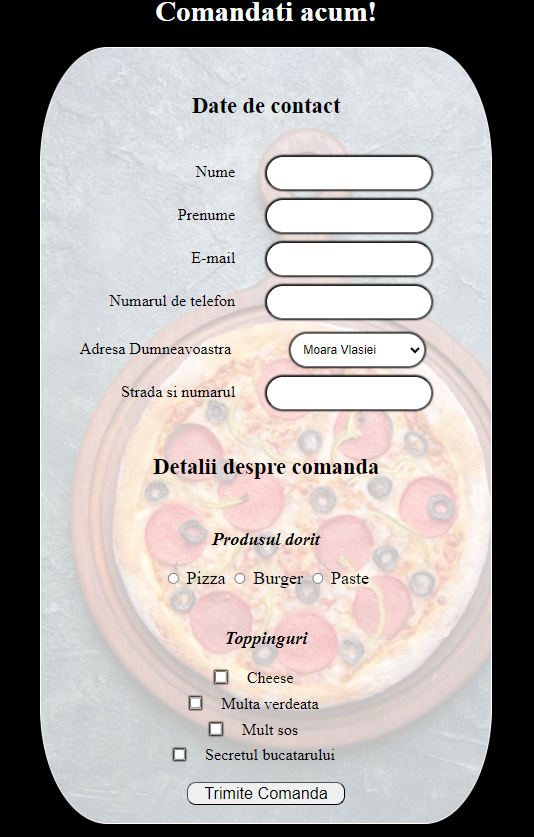 Comandati acum!
Date de contact
Nume
Prenume
E-mail
Numarul de telefon
Adresa Dumneavoastra Moara Vlasiei
Strada si numarul
Detalii despre comanda
Produsul dorit
Pizza Burger Paste
Toppinguri
Cheese
Multa verdeata
Mult sos
Secretul bucatarului
Trimite Comanda